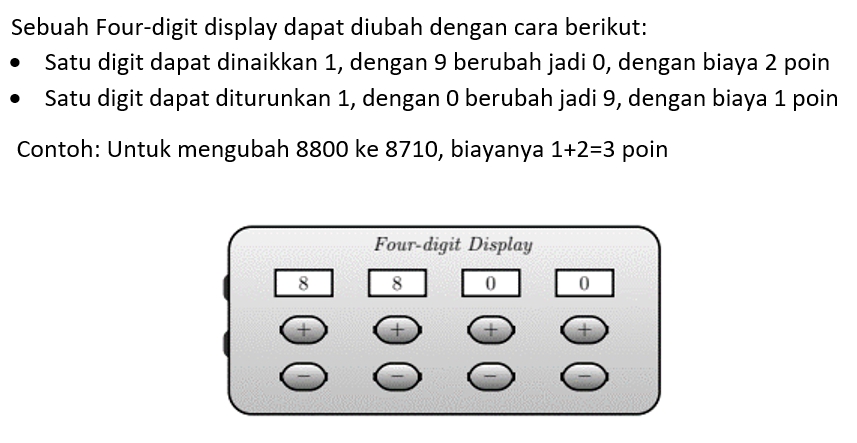 Sebuah Four-digit display dapat diubah dengan cara berikut:
• Satu digit dapat dinaikkan 1, dengan 9 berubah jadi 0, dengan biaya 2 poin
• Satu digit dapat diturunkan 1, dengan 0 berubah jadi 9, dengan biaya 1 poin
Contoh: Untuk mengubah 8800 ke 8710, biayanya 1+2=3 poin
Four-digit Display
8 8 0 0
+ + + +
− − − −